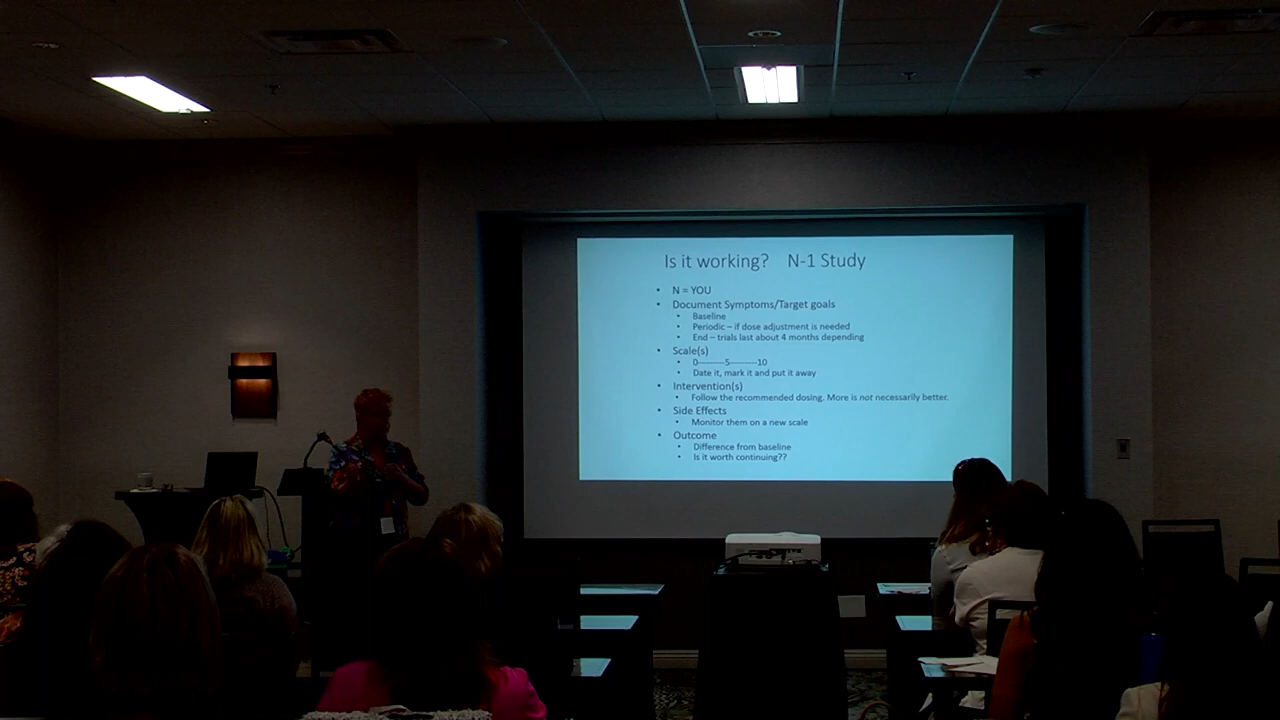 Is it working? N-1 Study
• N = YOU
• Document Symptoms/Target goals
• Baseline
• Periodic – if dose adjustment is needed
• End – trials last about 4 months depending
• Scale(s)
• 0---------5---------10
• Date it, mark it and put it away
• Intervention(s)
• Follow the recommended dosing. More is not necessarily better.
• Side Effects
• Monitor them on a new scale
• Outcome
• Difference from baseline
• Is it worth continuing??